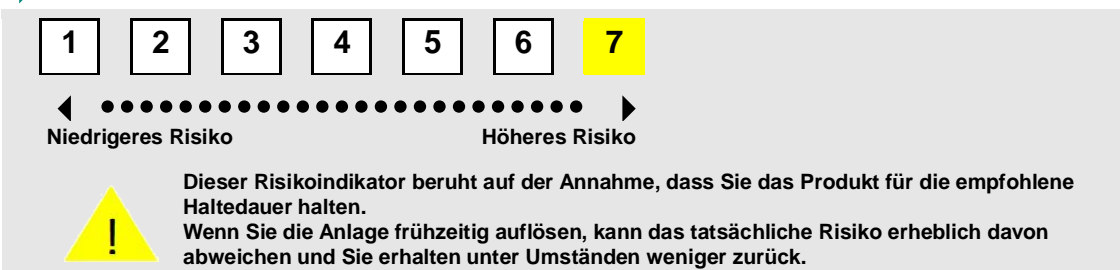 1 2 3 4 5 6 7
Niedrigeres Risiko Höheres Risiko
Dieser Risikoindikator beruht auf der Annahme, dass Sie das Produkt für die empfohlene
Haltedauer halten.
! Wenn Sie die Anlage frühzeitig auflösen, kann das tatsächliche Risiko erheblich davon
abweichen und Sie erhalten unter Umständen weniger zurück.